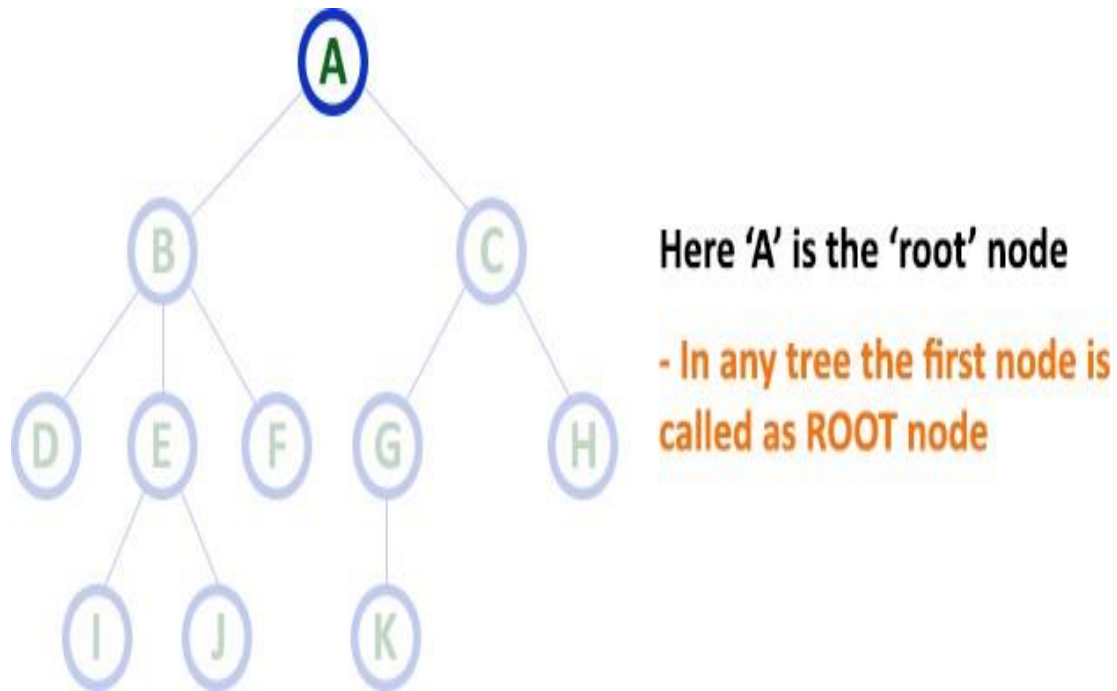 A
B
C
Here ‘A’ is the ‘root’ node
- In any tree the first node is
called as ROOT node
D
E
F
G
H
I
J
K